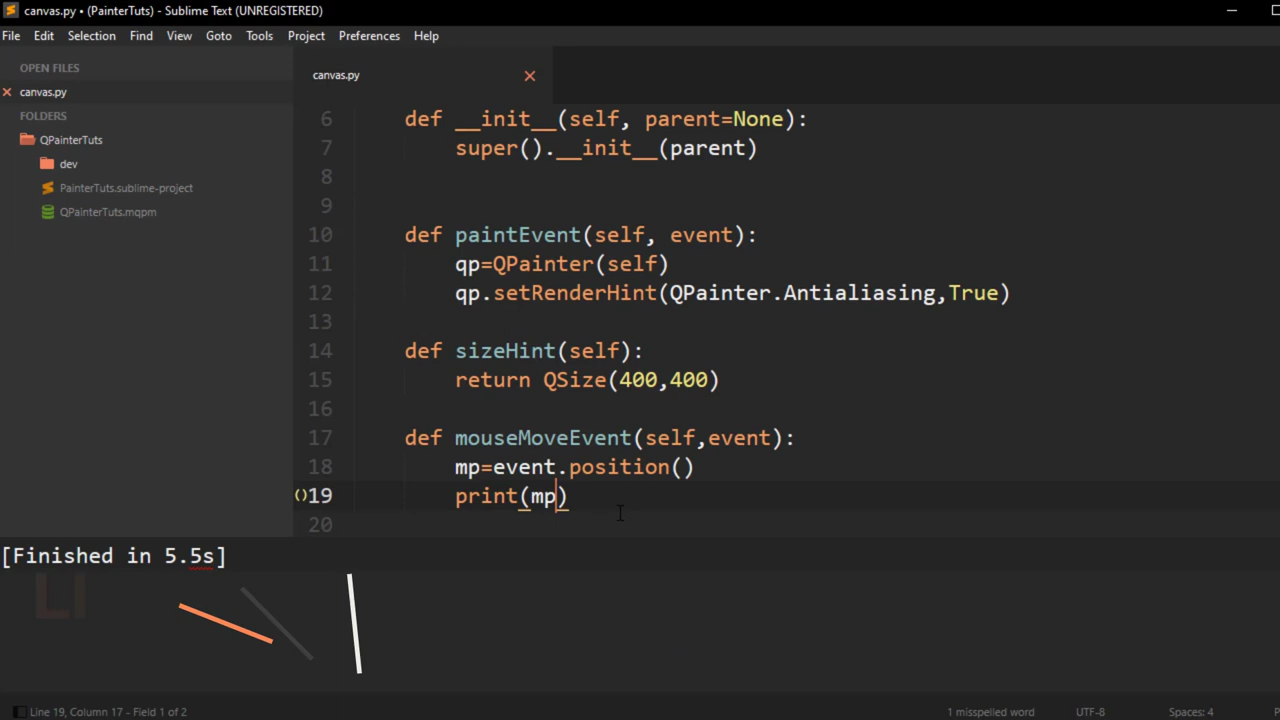 canvas.py • (PainterTuts) - Sublime Text (UNREGISTERED)
File Edit Selection Find View Goto Tools Project Preferences Help
OPEN FILES
canvas.py
FOLDERS
QPainterTuts
dev
PainterTuts.sublime-project
QPainterTuts.mqpm
canvas.py
6 def __init__(self, parent=None):
7 super().__init__(parent)
8
9
10 def paintEvent(self, event):
11 qp=QPainter(self)
12 qp.setRenderHint(QPainter.Antialiasing,True)
13
14 def sizeHint(self):
15 return QSize(400,400)
16
17 def mouseMoveEvent(self,event):
18 mp=event.position()
19 print(mp)
20
[Finished in 5.5s]
LI
Line 19, Column 17 - Field 1 of 2 1 misspelled word UTF-8 Spaces: 4